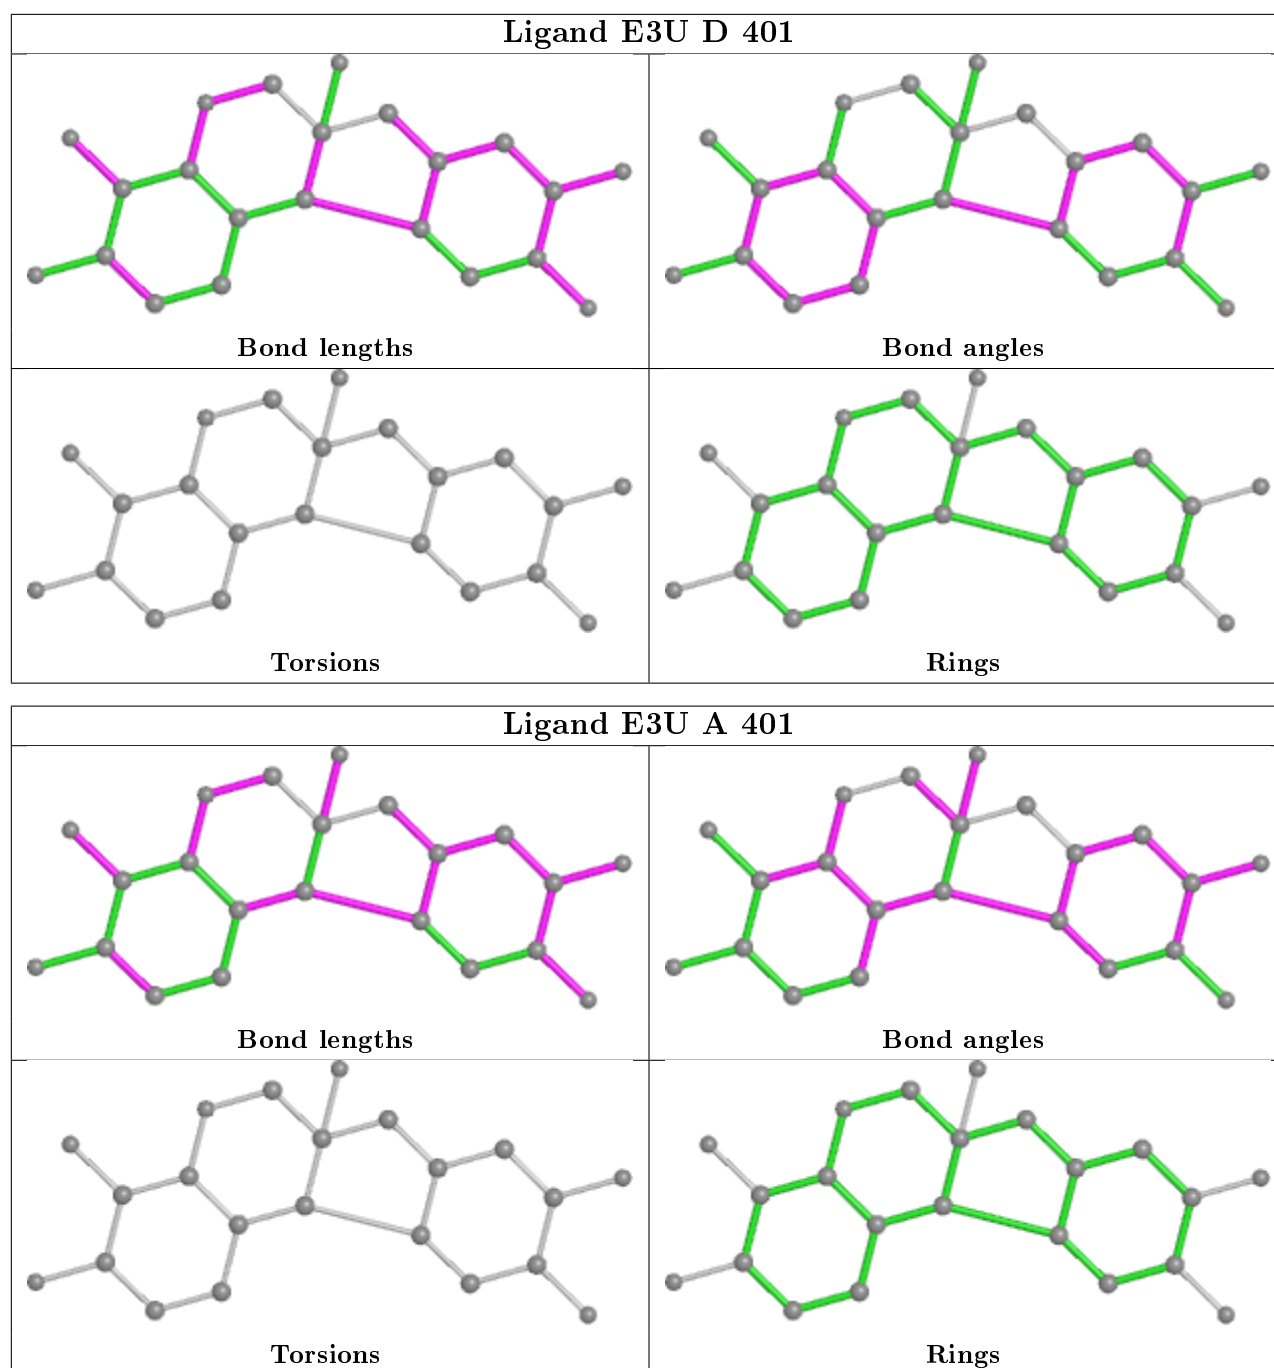 Ligand E3U D 401
Bond lengths
Bond angles
Torsions
Rings
Ligand E3U A 401
Bond lengths
Bond angles
Torsions
Rings